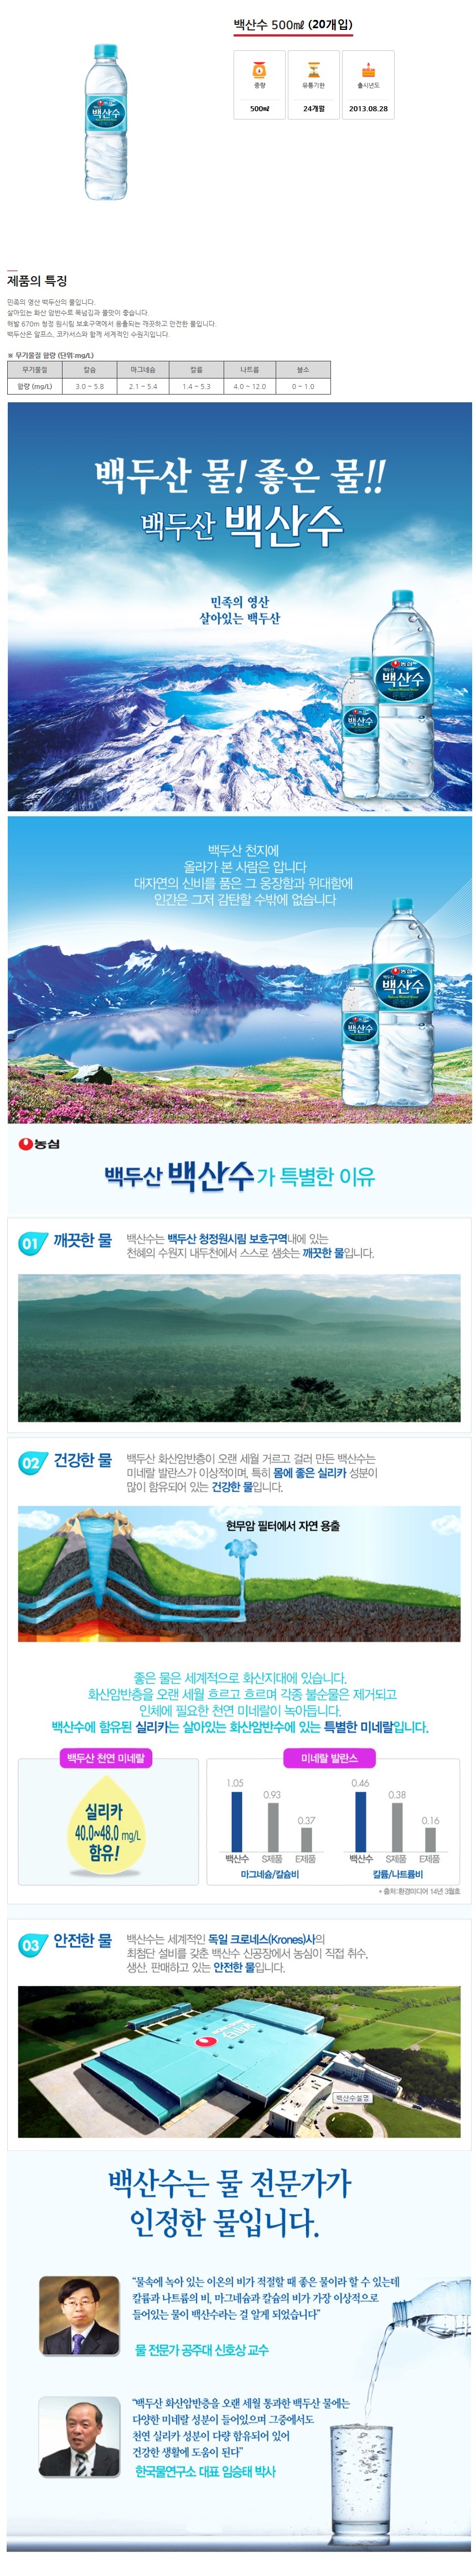 백산수 500㎖ (20개입)
중량
유통기한
출시년도
500㎖
24개월
2013.08.28
농심
백산수
제품의 특징
민족의 영산 백두산의 물입니다.
살아있는 화산 암반수로 목넘김과 물맛이 좋습니다.
해발 670m 청정 원시림 보호구역에서 용출되는 깨끗하고 안전한 물입니다.
백두산은 알프스, 코카서스와 함께 세계적인 수원지입니다.
※ 무기물질 함량 (단위:mg/L)
무기물질 칼슘 마그네슘 칼륨 나트륨 불소
함량 (mg/L) 3.0 ~ 5.8 2.1 ~ 5.4 1.4 ~ 5.3 4.0 ~ 12.0 0 ~ 1.0
백두산 물! 좋은 물!!
백두산 백산수
민족의 영산
살아있는 백두산
농심
백산수
백산수
백두산 천지에
올라가 본 사람은 압니다
대자연의 신비를 품은 그 웅장함과 위대함에
인간은 그저 감탄할 수밖에 없습니다
농심
백산수
백산수
농심
백두산 백산수가 특별한 이유
01 깨끗한 물
백산수는 백두산 청정원시림 보호구역내에 있는
천혜의 수원지 내두천에서 스스로 샘솟는 깨끗한 물입니다.
02 건강한 물
백두산 화산암반층이 오랜 세월 거르고 걸러 만든 백산수는
미네랄 발란스가 이상적이며, 특히 몸에 좋은 실리카 성분이
많이 함유되어 있는 건강한 물입니다.
현무암 필터에서 자연 용출
좋은 물은 세계적으로 화산지대에 있습니다.
화산암반층을 오랜 세월 흐르고 흐르며 각종 불순물은 제거되고
인체에 필요한 천연 미네랄이 녹아듭니다.
백산수에 함유된 실리카는 살아있는 화산암반수에 있는 특별한 미네랄입니다.
백두산 천연 미네랄
실리카
40.0~48.0 mg/L
함유!
미네랄 발란스
1.05 0.93 0.37
백산수 S제품 E제품
마그네슘/칼슘비
0.46 0.38 0.16
백산수 S제품 E제품
칼륨/나트륨비
* 출처:환경미디어 14년 3월호
03 안전한 물
백산수는 세계적인 독일 크로네스(Krones)사의
최첨단 설비를 갖춘 백산수 신공장에서 농심이 직접 취수,
생산, 판매하고 있는 안전한 물입니다.
백산수설명
백산수는 물 전문가가
인정한 물입니다.
“물속에 녹아 있는 이온의 비가 적절할 때 좋은 물이라 할 수 있는데
칼륨과 나트륨의 비, 마그네슘과 칼슘의 비가 가장 이상적으로
들어있는 물이 백산수라는 걸 알게 되었습니다”
물 전문가 공주대 신호상 교수
“백두산 화산암반층을 오랜 세월 통과한 백두산 물에는
다양한 미네랄 성분이 들어있으며 그중에서도
천연 실리카 성분이 다량 함유되어 있어
건강한 생활에 도움이 된다”
한국물연구소 대표 임승태 박사